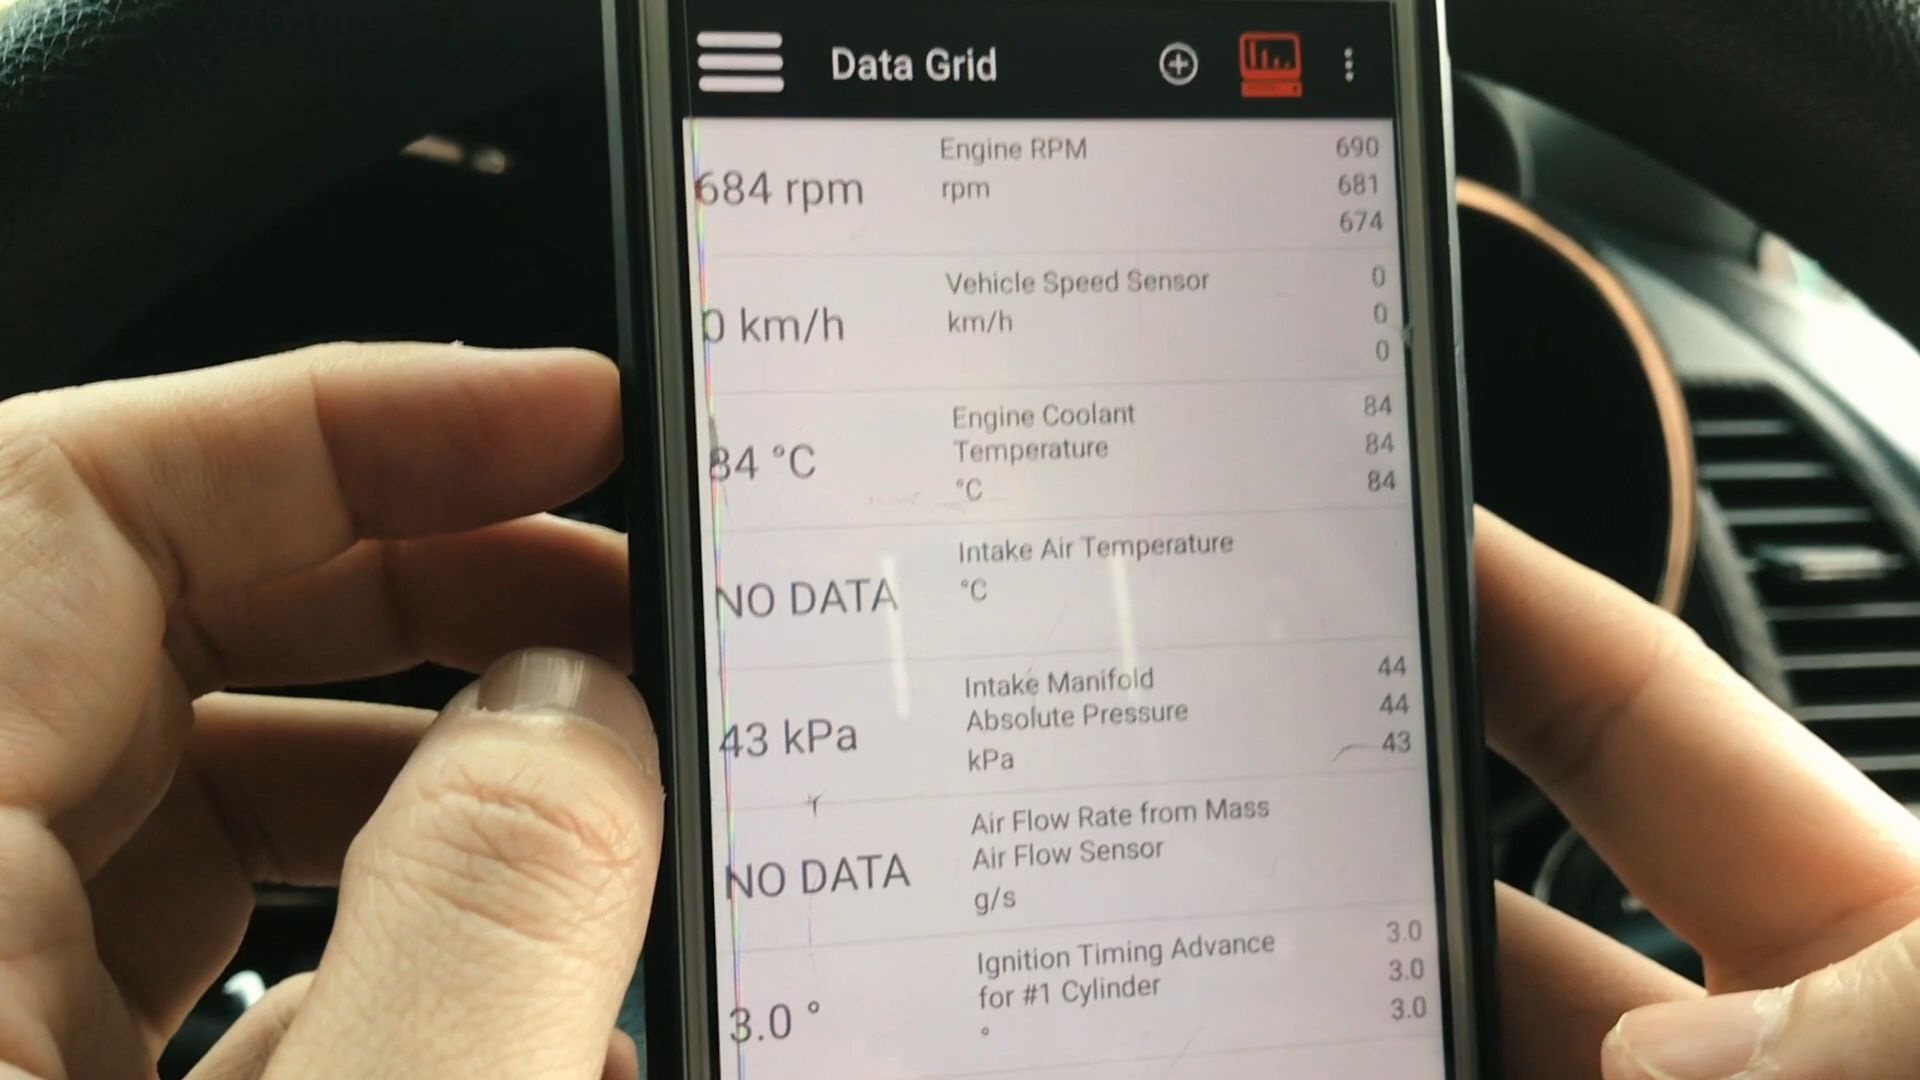 Data Grid
684 rpm
Engine RPM
rpm
690
681
674
0 km/h
Vehicle Speed Sensor
km/h
0
0
0
84 °C
Engine Coolant
Temperature
°C
84
84
84
NO DATA
Intake Air Temperature
°C
43 kPa
Intake Manifold
Absolute Pressure
kPa
44
44
43
NO DATA
Air Flow Rate from Mass
Air Flow Sensor
g/s
3.0 °
Ignition Timing Advance
for #1 Cylinder
°
3.0
3.0
3.0